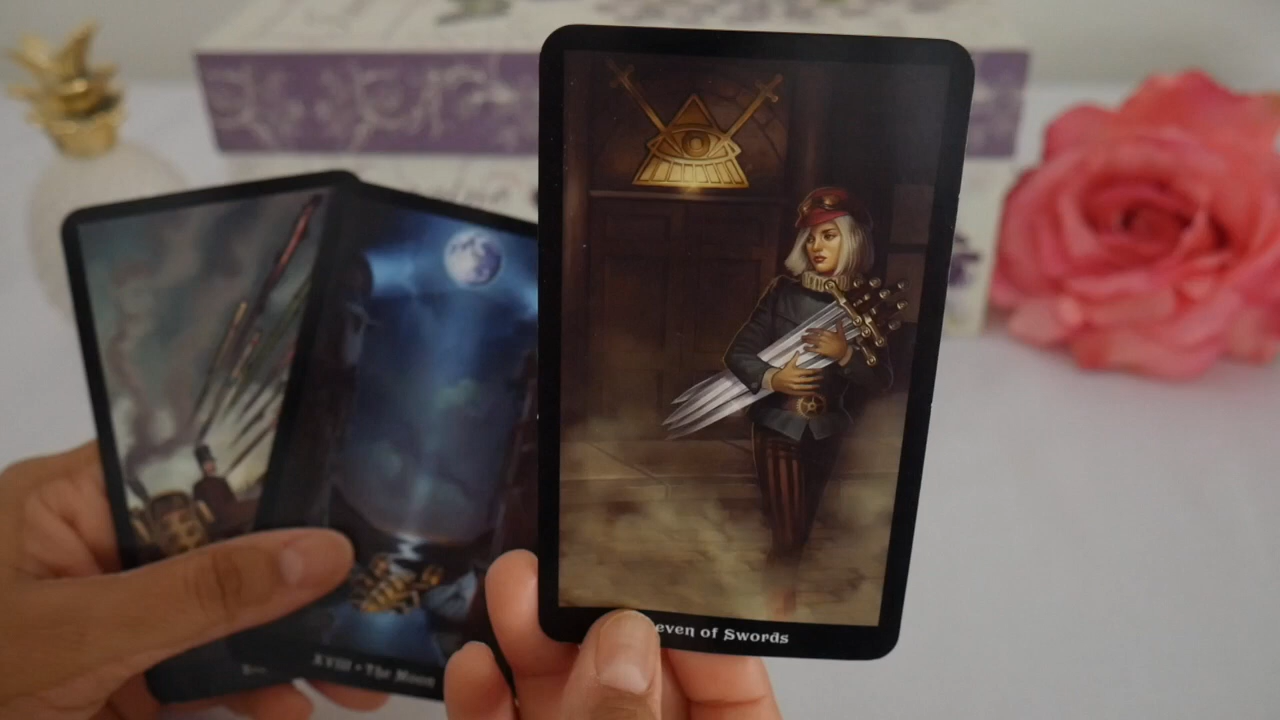 XVIII • The Moon
even of Swords